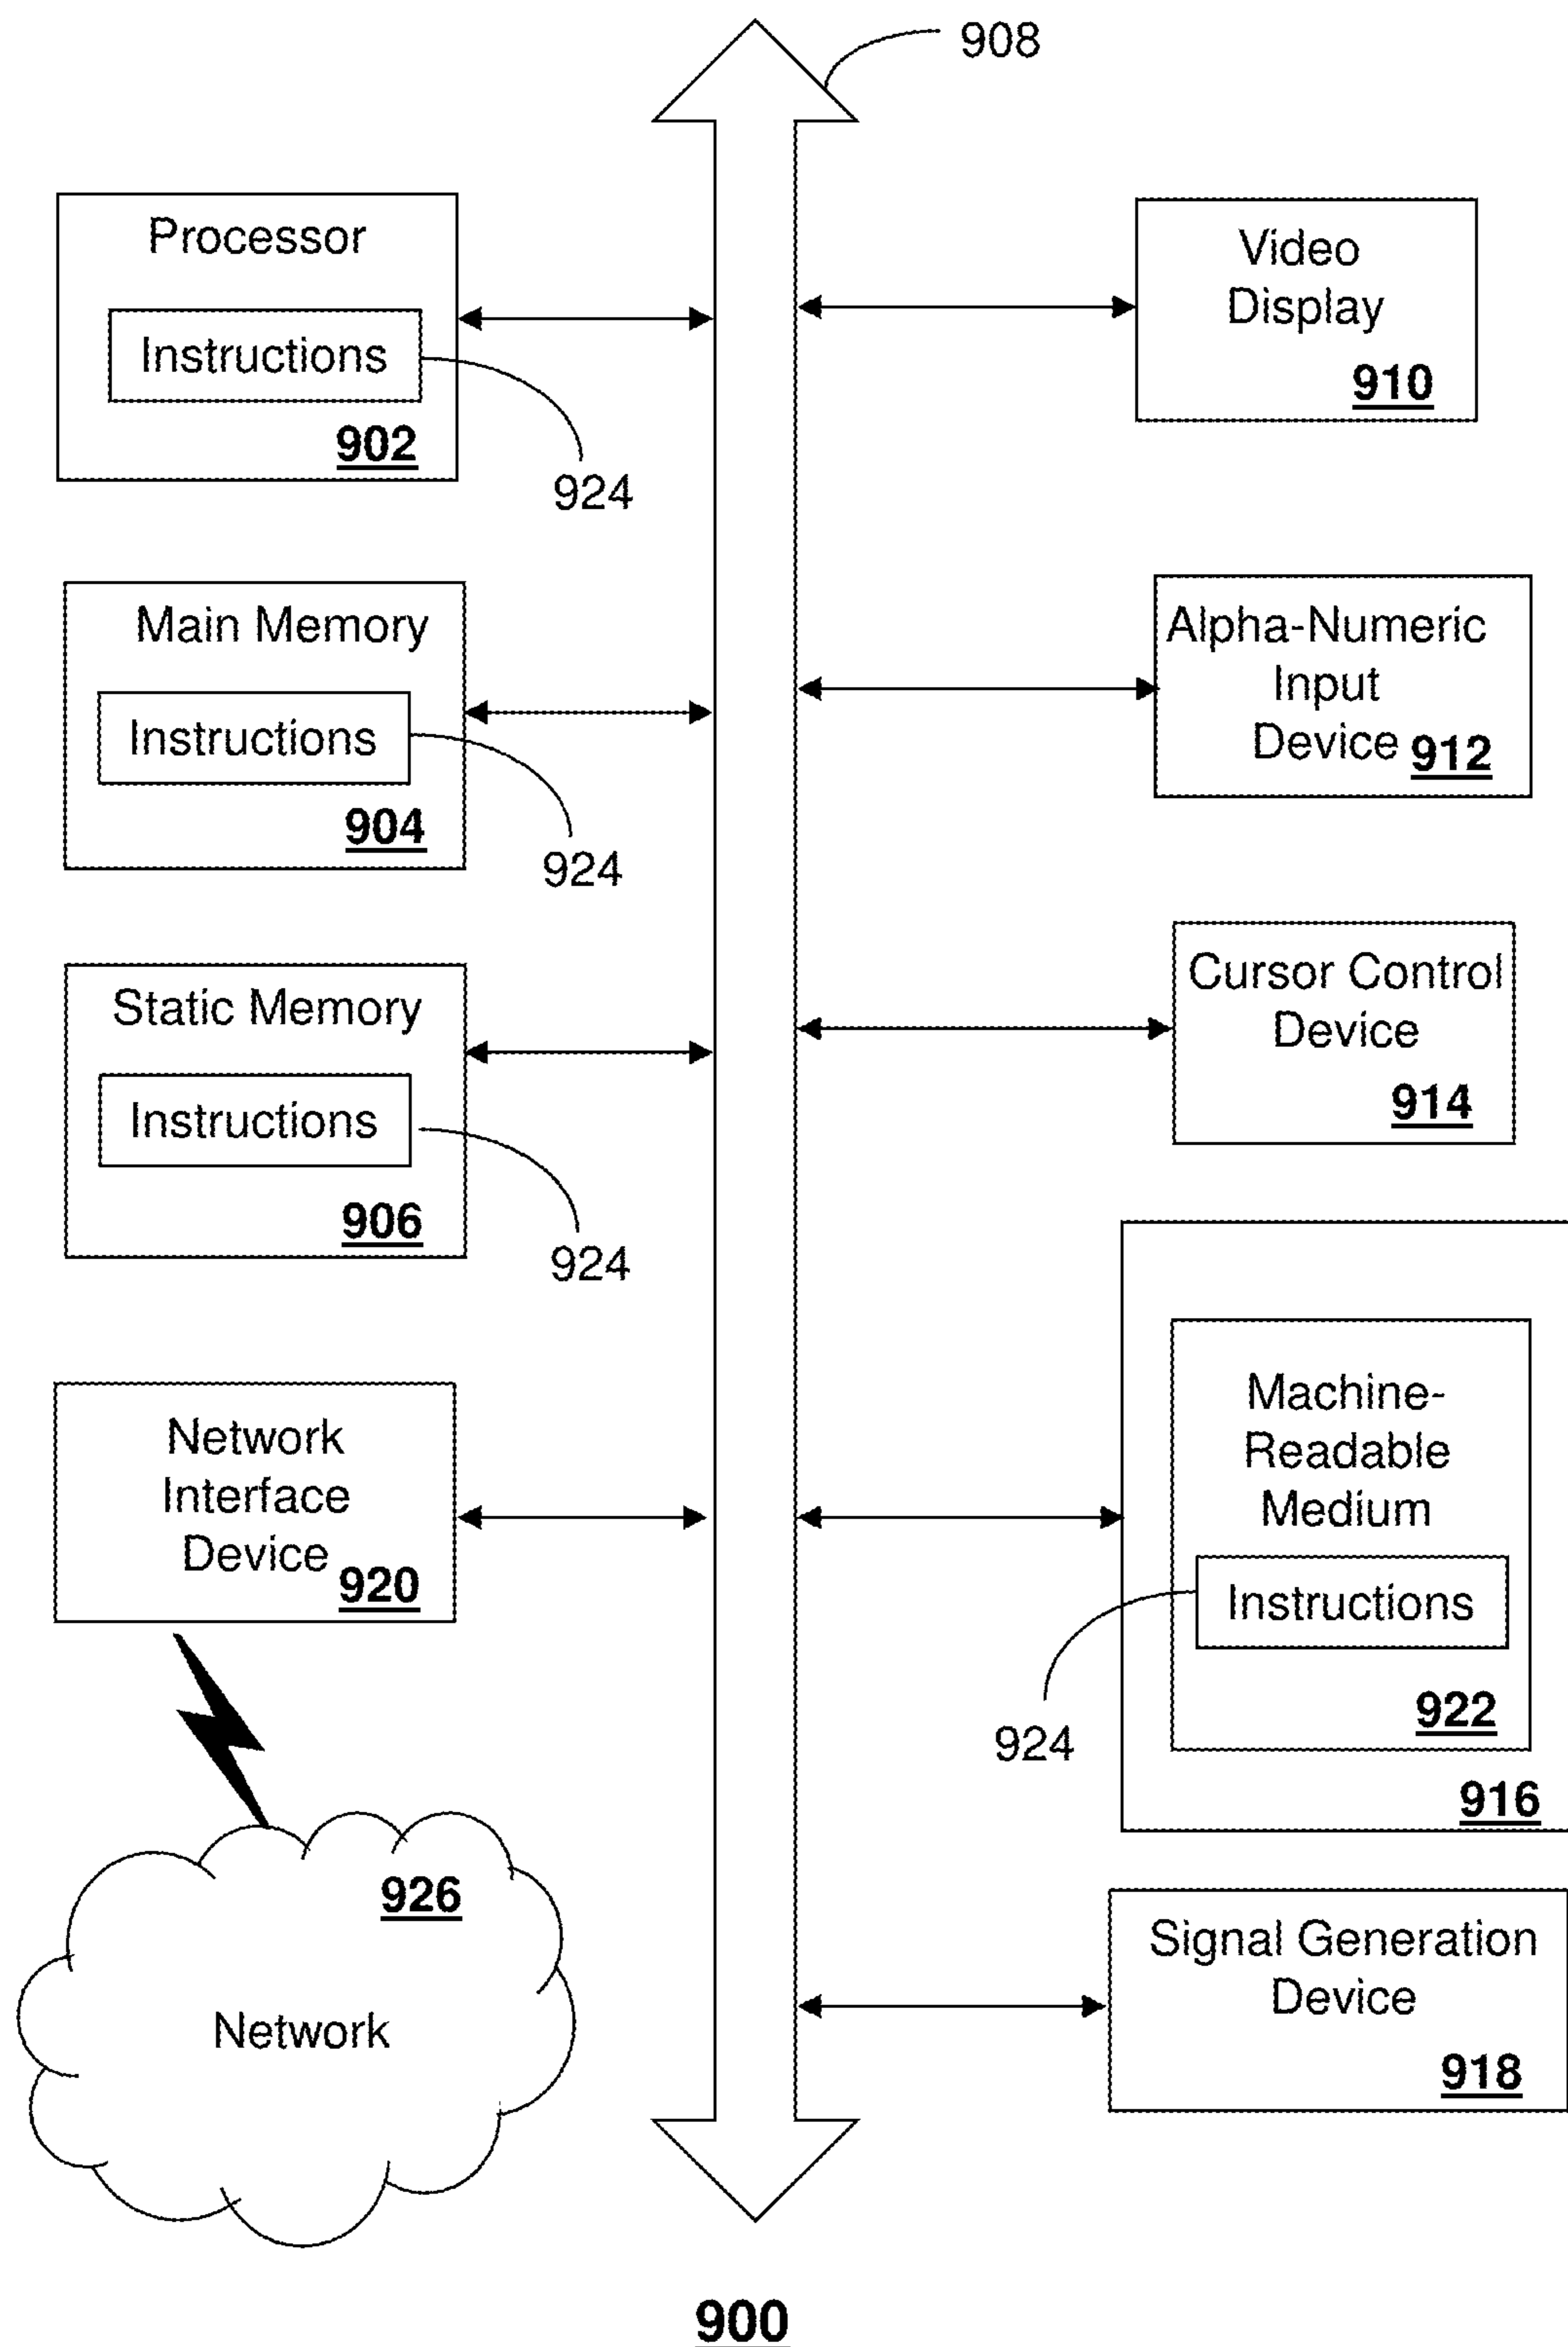 908
Processor
Instructions
902
924
Main Memory
Instructions
904
924
Static Memory
Instructions
906
924
Network
Interface
Device
920
926
Network
Video
Display
910
Alpha-Numeric
Input
Device
912
Cursor Control
Device
914
Machine-
Readable
Medium
Instructions
922
924
916
Signal Generation
Device
918
900